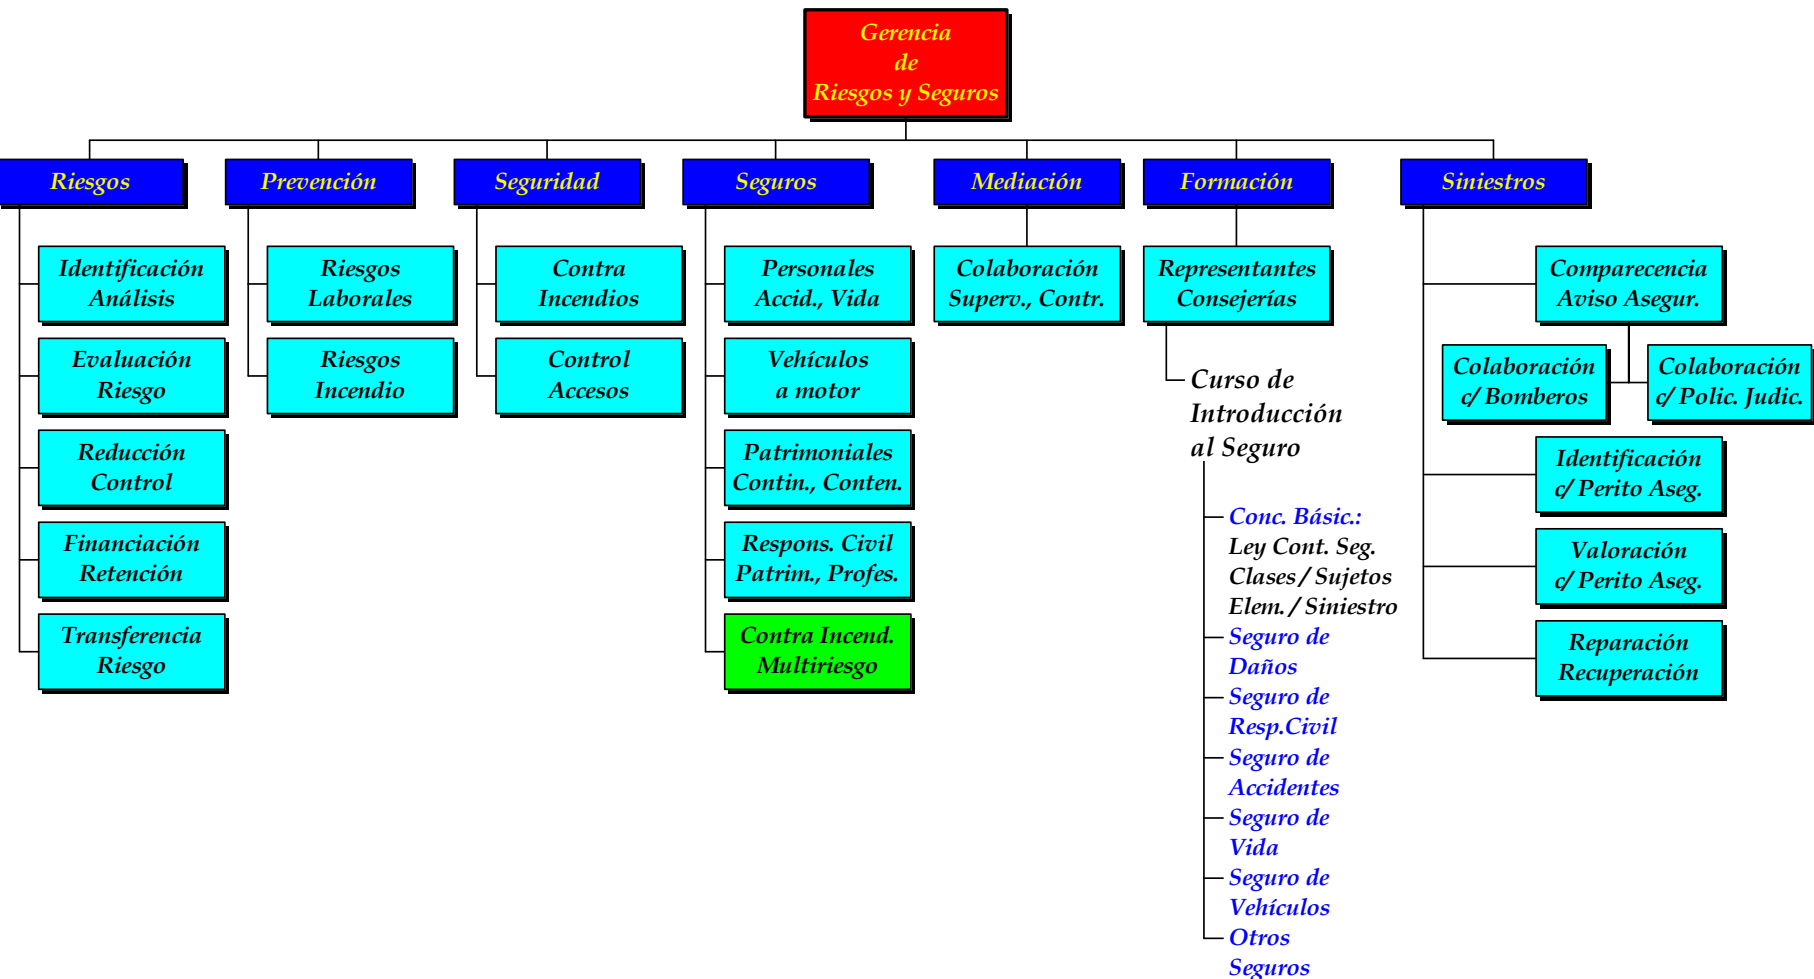 Gerencia
de
Riesgos y Seguros
Riesgos
Prevención
Seguridad
Seguros
Mediación
Formación
Siniestros
Identificación
Análisis
Evaluación
Riesgo
Reducción
Control
Financiación
Retención
Transferencia
Riesgo
Riesgos
Laborales
Riesgos
Incendio
Contra
Incendios
Control
Accesos
Personales
Accid., Vida
Vehículos
a motor
Patrimoniales
Contin., Conten.
Respons. Civil
Patrim., Profes.
Contra Incend.
Multiriesgo
Colaboración
Superv., Contr.
Representantes
Consejerías
Curso de
Introducción
al Seguro
Conc. Básic.:
Ley Cont. Seg.
Clases / Sujetos
Elem. / Siniestro
Seguro de
Daños
Seguro de
Resp.Civil
Seguro de
Accidentes
Seguro de
Vida
Seguro de
Vehículos
Otros
Seguros
Comparecencia
Aviso Asegur.
Colaboración
c/ Bomberos
Colaboración
c/ Polic. Judic.
Identificación
c/ Perito Aseg.
Valoración
c/ Perito Aseg.
Reparación
Recuperación